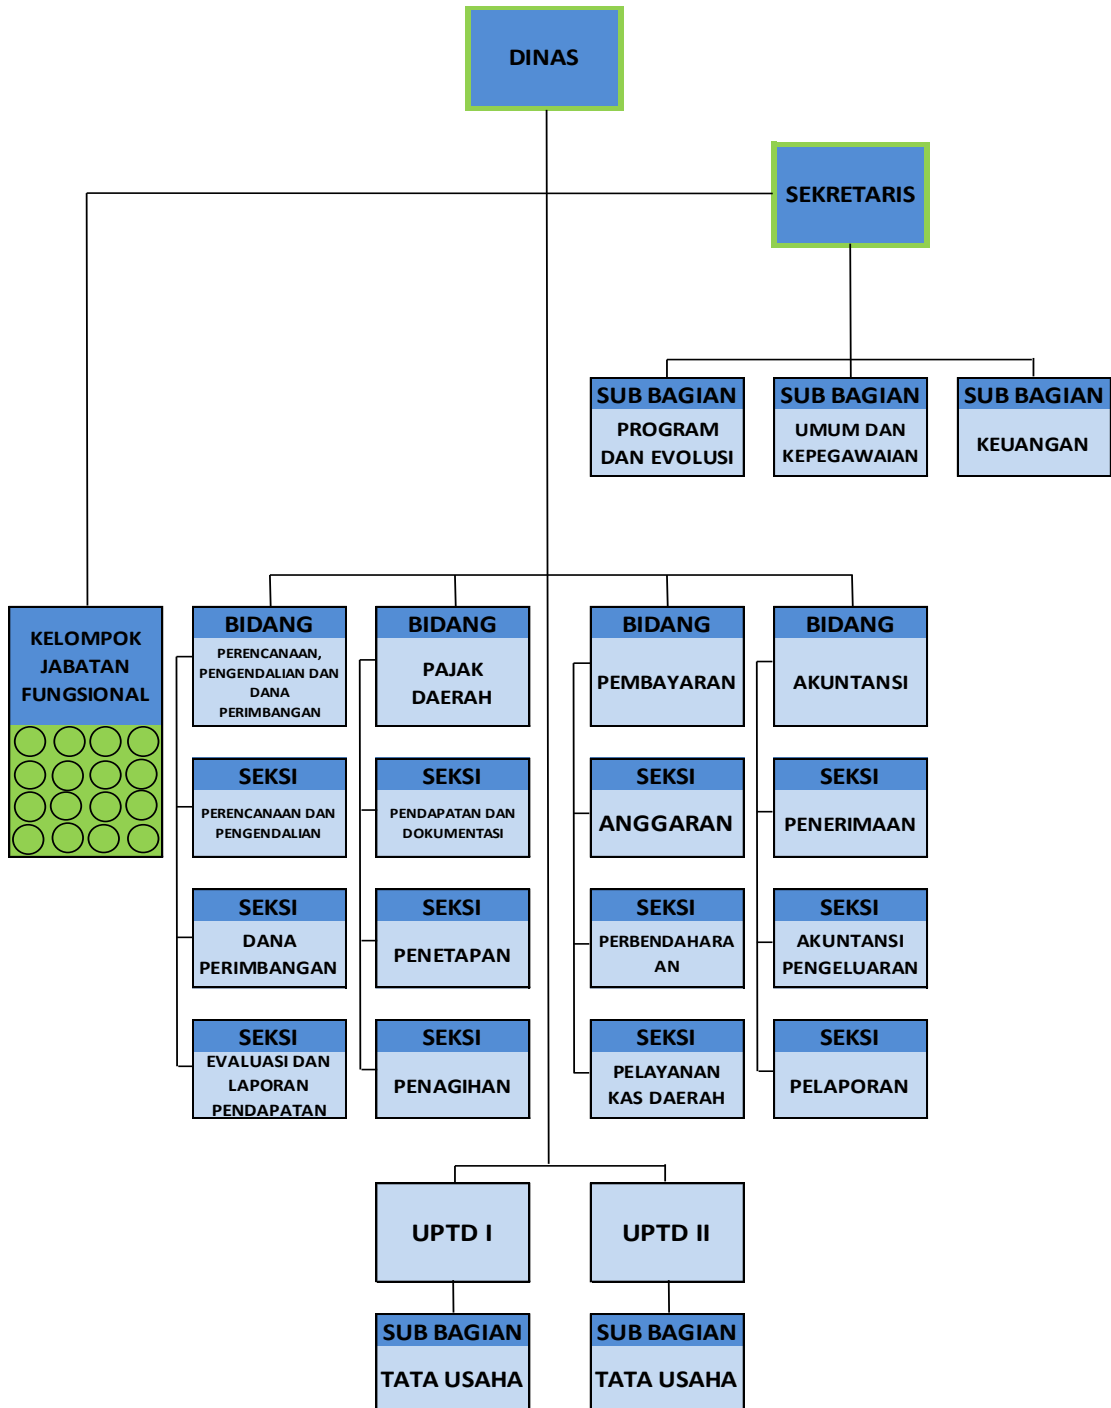 DINAS
SEKRETARIS
SUB BAGIAN
PROGRAM
DAN EVOLUSI
SUB BAGIAN
UMUM DAN
KEPEGAWAIAN
SUB BAGIAN
KEUANGAN
KELOMPOK
JABATAN
FUNGSIONAL
BIDANG
PERENCANAAN,
PENGENDALIAN DAN
DANA
PERIMBANGAN
BIDANG
PAJAK
DAERAH
BIDANG
PEMBAYARAN
BIDANG
AKUNTANSI
SEKSI
PERENCANAAN DAN
PENGENDALIAN
SEKSI
PENDAPATAN DAN
DOKUMENTASI
SEKSI
ANGGARAN
SEKSI
PENERIMAAN
SEKSI
DANA
PERIMBANGAN
SEKSI
PENETAPAN
SEKSI
PERBENDAHARA
AN
SEKSI
AKUNTANSI
PENGELUARAN
SEKSI
EVALUASI DAN
LAPORAN
PENDAPATAN
SEKSI
PENAGIHAN
SEKSI
PELAYANAN
KAS DAERAH
SEKSI
PELAPORAN
UPTD I
UPTD II
SUB BAGIAN
TATA USAHA
SUB BAGIAN
TATA USAHA